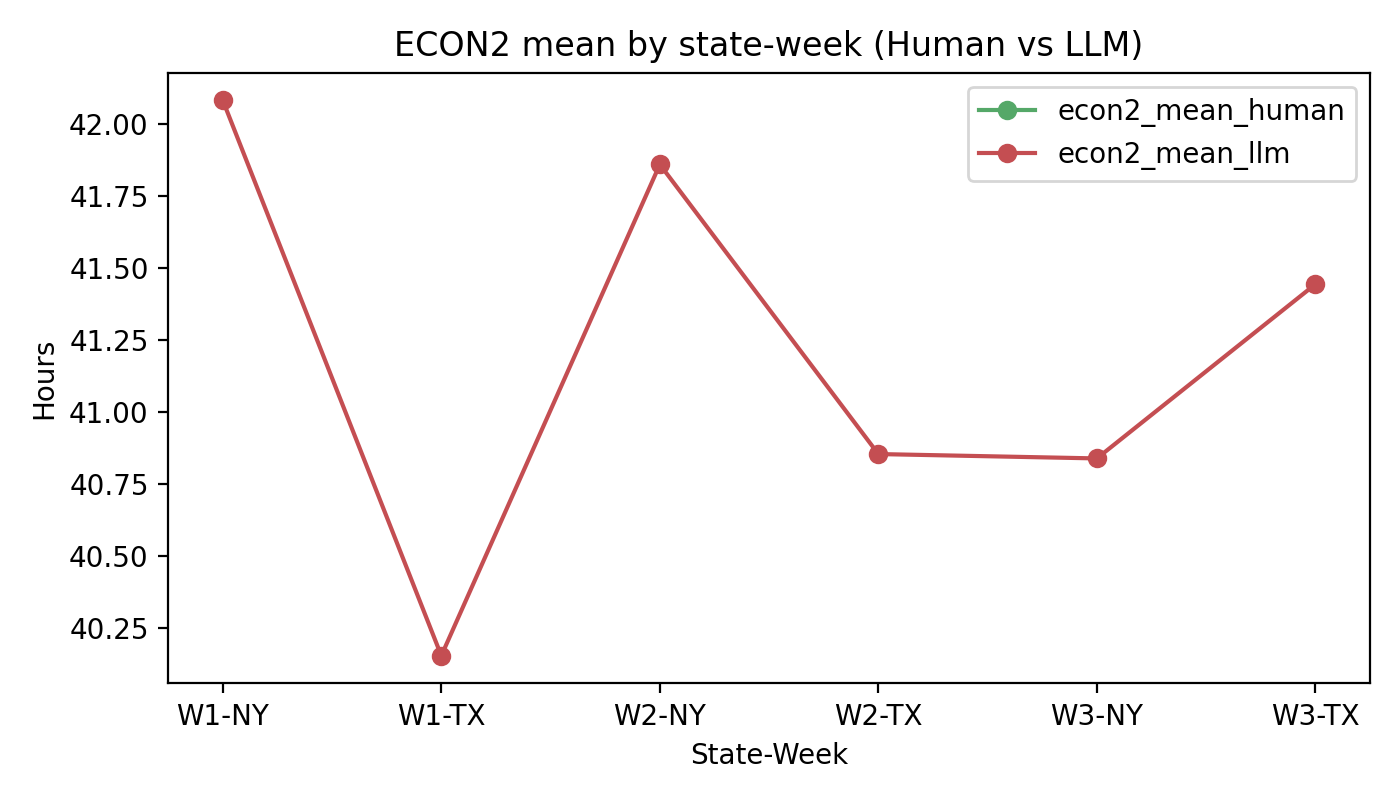 ECON2 mean by state-week (Human vs LLM)
econ2_mean_human
econ2_mean_llm
Hours
42.00
41.75
41.50
41.25
41.00
40.75
40.50
40.25
W1-NY W1-TX W2-NY W2-TX W3-NY W3-TX
State-Week